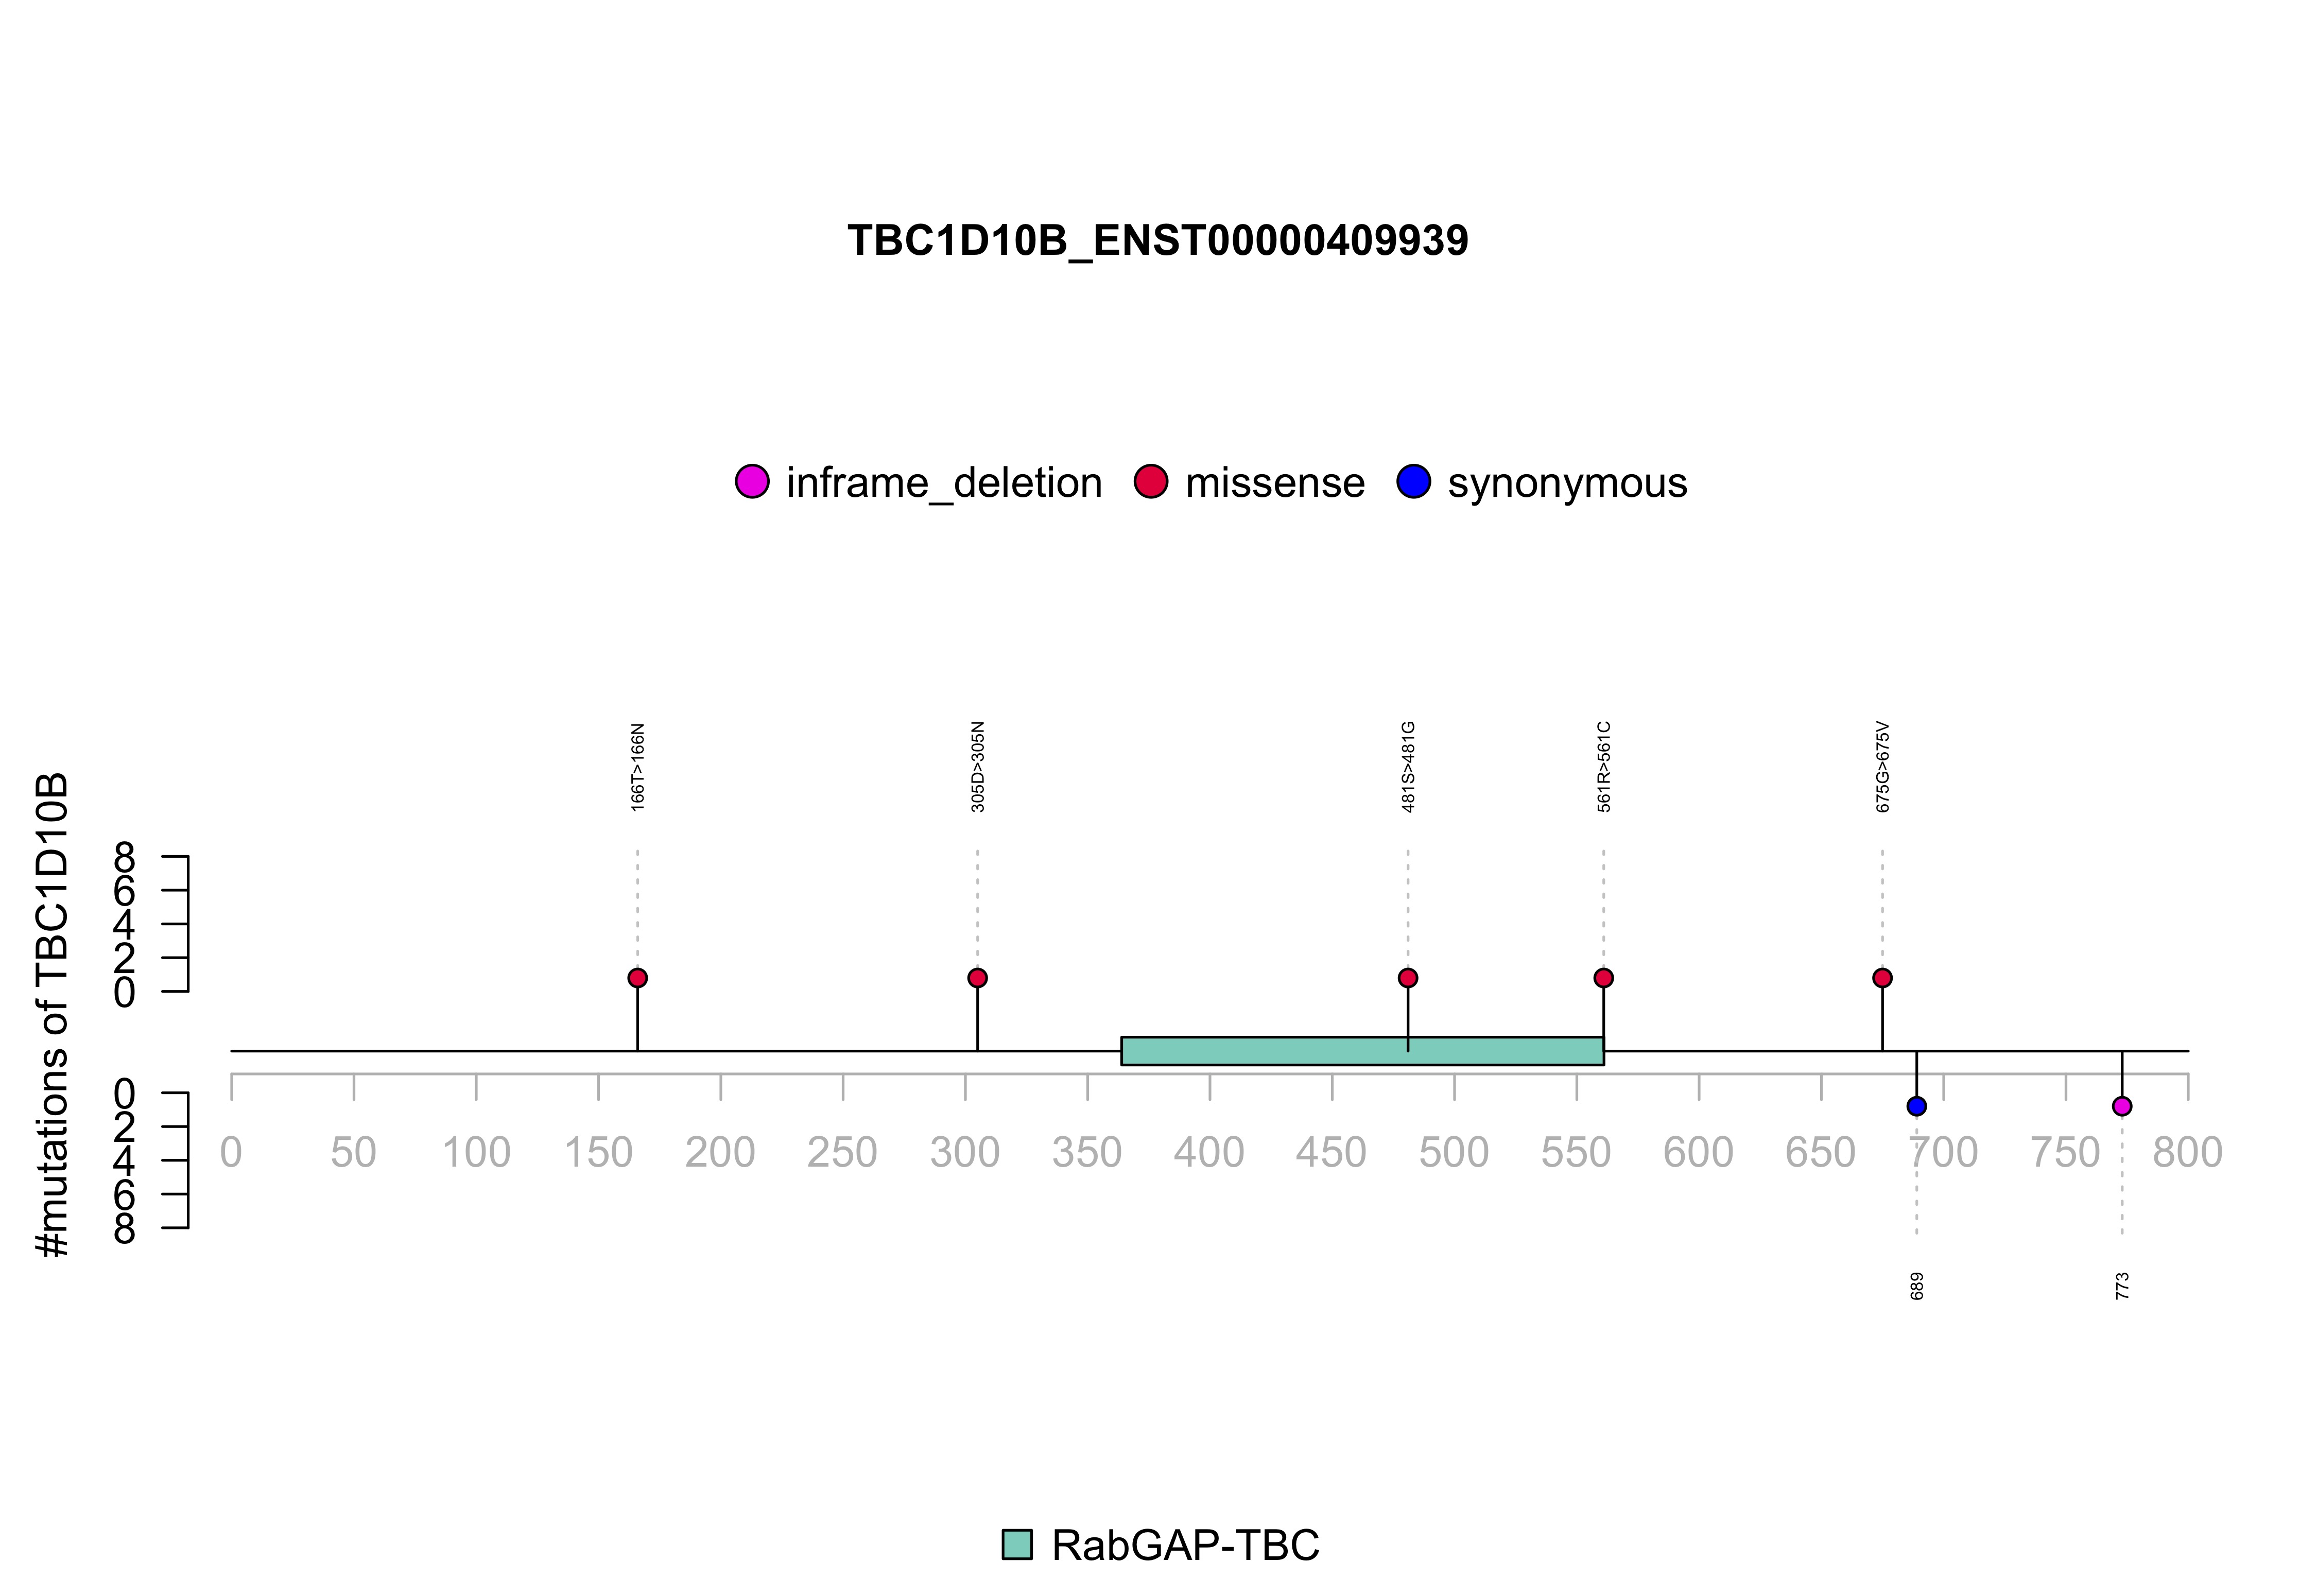 TBC1D10B_ENST00000409939
inframe_deletion missense synonymous
166T>166N
305D>305N
481S>481G
561R>561C
675G>675V
#mutations of TBC1D10B
8
6
4
2
0
0
2
4
6
8
0 50 100 150 200 250 300 350 400 450 500 550 600 650 700 750 800
689
773
RabGAP-TBC